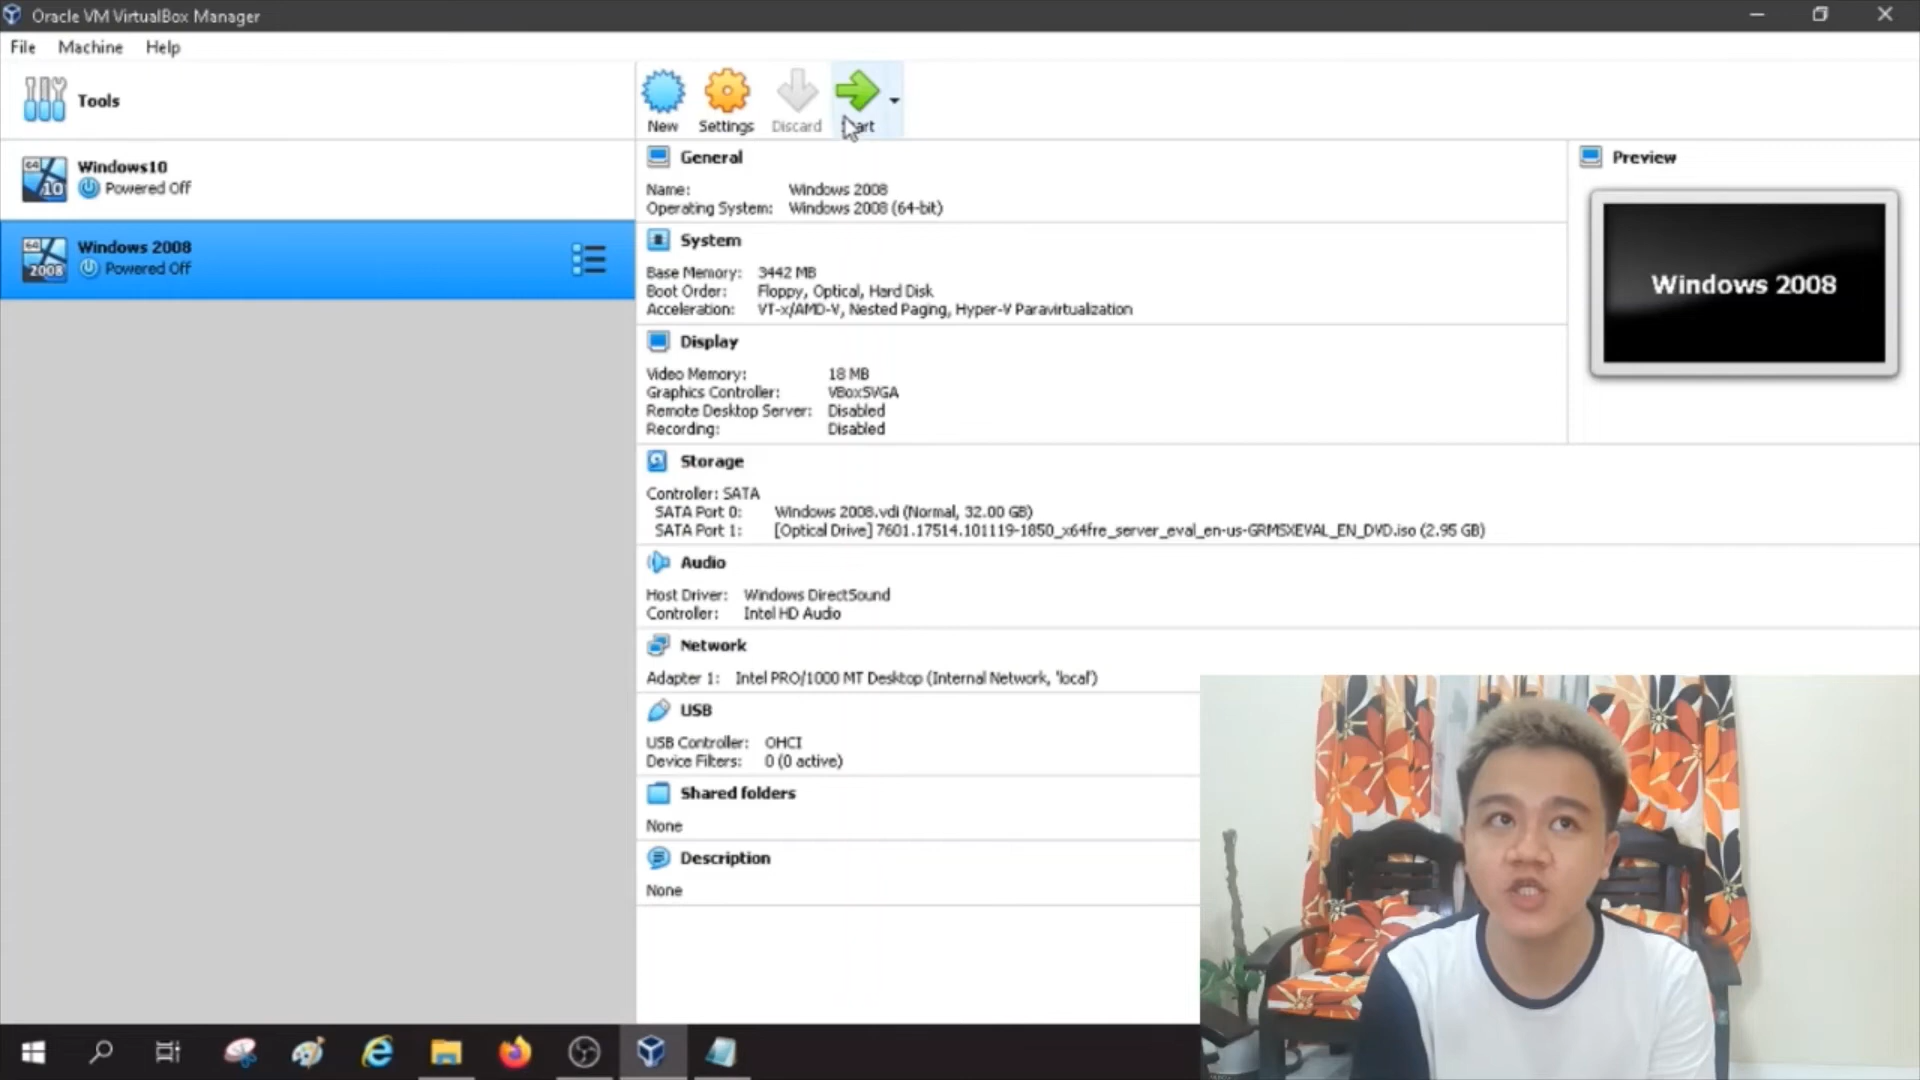 Oracle VM VirtualBox Manager
File Machine Help
Tools
New Settings Discard
64 10 Windows10
Powered Off
64 2008 Windows 2008
Powered Off
General
Name: Windows 2008
Operating System: Windows 2008 (64-bit)
System
Base Memory: 3442 MB
Boot Order: Floppy, Optical, Hard Disk
Acceleration: VT-x/AMD-V, Nested Paging, Hyper-V Paravirtualization
Display
Video Memory: 18 MB
Graphics Controller: VBoxSVGA
Remote Desktop Server: Disabled
Recording: Disabled
Storage
Controller: SATA
SATA Port 0: Windows 2008.vdi (Normal, 32.00 GB)
SATA Port 1: [Optical Drive] 7601.17514.101119-1850_x64fre_server_eval_en-us-GRMSXEVAL_EN_DVD.iso (2.95 GB)
Audio
Host Driver: Windows DirectSound
Controller: Intel HD Audio
Network
Adapter 1: Intel PRO/1000 MT Desktop (Internal Network, 'local')
USB
USB Controller: OHCI
Device Filters: 0 (0 active)
Shared folders
None
Description
None
Preview
Windows 2008